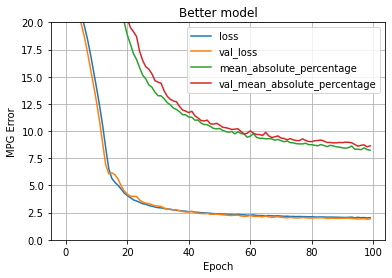 Better model
loss
val_loss
mean_absolute_percentage
val_mean_absolute_percentage
MPG Error
20.0
17.5
15.0
12.5
10.0
7.5
5.0
2.5
0.0
0 20 40 60 80 100
Epoch